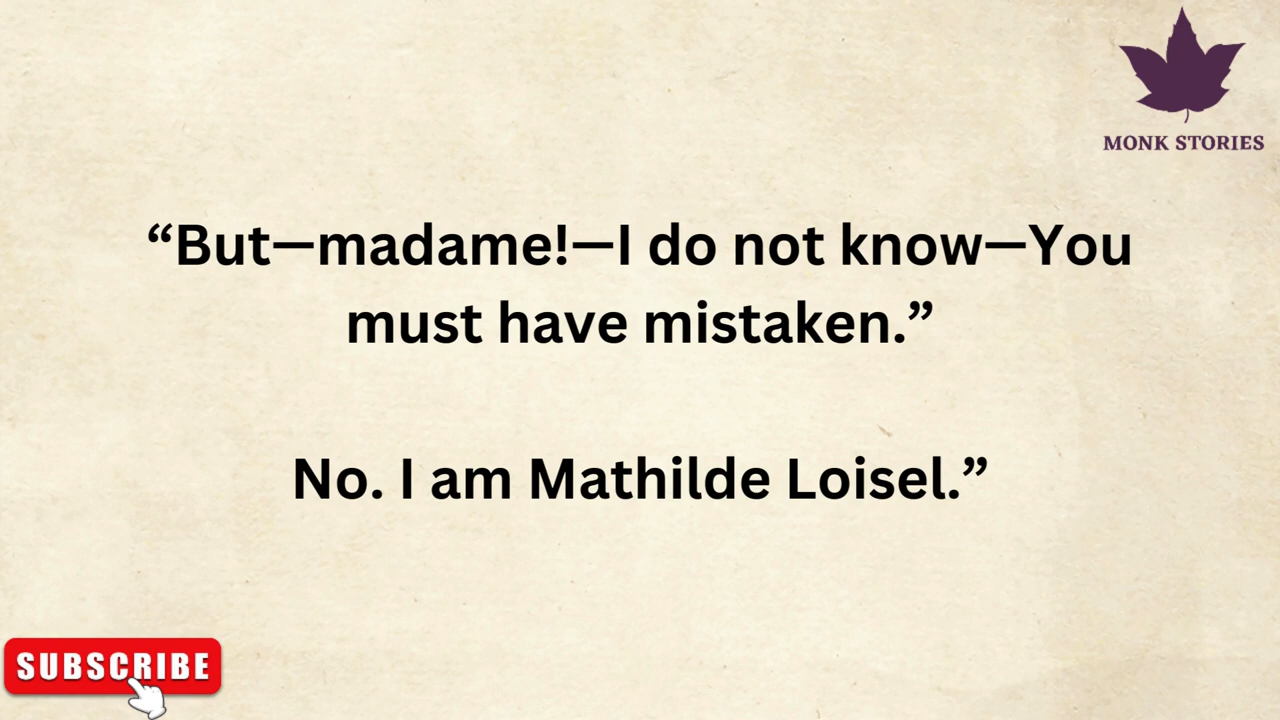 MONK STORIES
“But—madame!—I do not know—You
must have mistaken.”
No. I am Mathilde Loisel.”
SUBSCRIBE